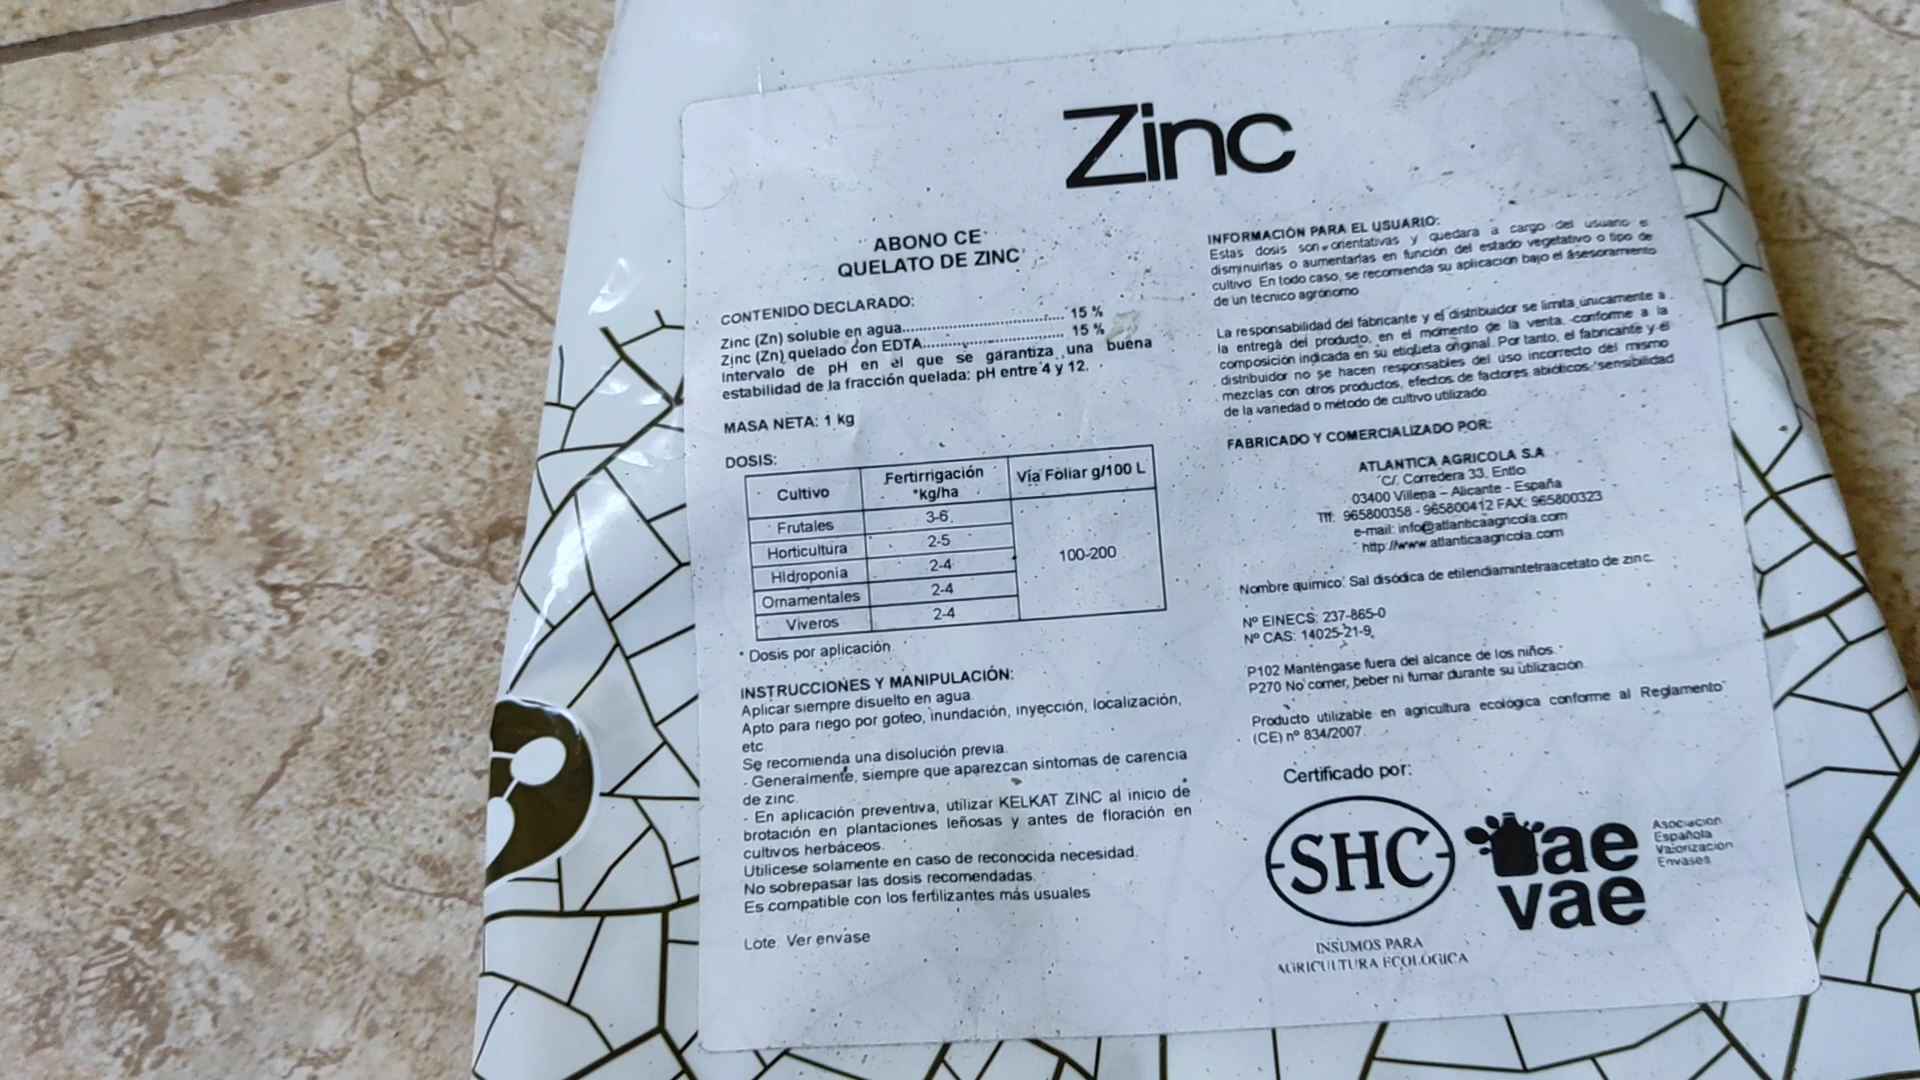 Zinc
ABONO CE
QUELATO DE ZINC
CONTENIDO DECLARADO:
Zinc (Zn) soluble en agua.................................... 15 %
Zinc (Zn) quelado con EDTA............................... 15 %
Intervalo de pH en el que se garantiza una buena
estabilidad de la fracción quelada: pH entre 4 y 12.
MASA NETA: 1 kg
DOSIS:
Cultivo Fertirrigación *kg/ha Vía Foliar g/100 L
Frutales 3-6
Horticultura 2-5
Hidroponia 2-4 100-200
Ornamentales 2-4
Viveros 2-4
* Dosis por aplicación
INSTRUCCIONES Y MANIPULACIÓN:
Aplicar siempre disuelto en agua.
Apto para riego por goteo, inundación, inyección, localización,
etc
Se recomienda una disolución previa.
- Generalmente, siempre que aparezcan sintomas de carencia
de zinc.
- En aplicación preventiva, utilizar KELKAT ZINC al inicio de
brotación en plantaciones leñosas y antes de floración en
cultivos herbáceos.
Utilícese solamente en caso de reconocida necesidad.
No sobrepasar las dosis recomendadas.
Es compatible con los fertilizantes más usuales
Lote: Ver envase
INFORMACIÓN PARA EL USUARIO:
Estas dosis son orientativas y quedara a cargo del usuario el
disminuirlas o aumentarlas en función del estado vegetativo o tipo de
cultivo. En todo caso, se recomienda su aplicación bajo el asesoramiento
de un técnico agrónomo
La responsabilidad del fabricante y el distribuidor se limita únicamente a
la entrega del producto, en el momento de la venta, conforme a la
composición indicada en su etiqueta original. Por tanto, el fabricante y el
distribuidor no se hacen responsables del uso incorrecto del mismo
mezclas con otros productos, efectos de factores abióticos, sensibilidad
de la variedad o método de cultivo utilizado
FABRICADO Y COMERCIALIZADO POR:
ATLANTICA AGRICOLA S.A
C/. Corredera 33, Entlo
03400 Villena – Alicante - España
Tlf: 965800358 - 965800412 FAX: 965800323
e-mail: info@atlanticaagricola.com
http://www.atlanticaagricola.com
Nombre químico: Sal disódica de etilendiamintetraacetato de zinc.
Nº EINECS: 237-865-0
Nº CAS: 14025-21-9
P102 Manténgase fuera del alcance de los niños.
P270 No comer, beber ni fumar durante su utilización
Producto utilizable en agricultura ecológica conforme al Reglamento
(CE) nº 834/2007
Certificado por:
SHC
INSUMOS PARA
AGRICULTURA ECOLÓGICA
ae
vae
Asociación
Española
Valorización
Envases